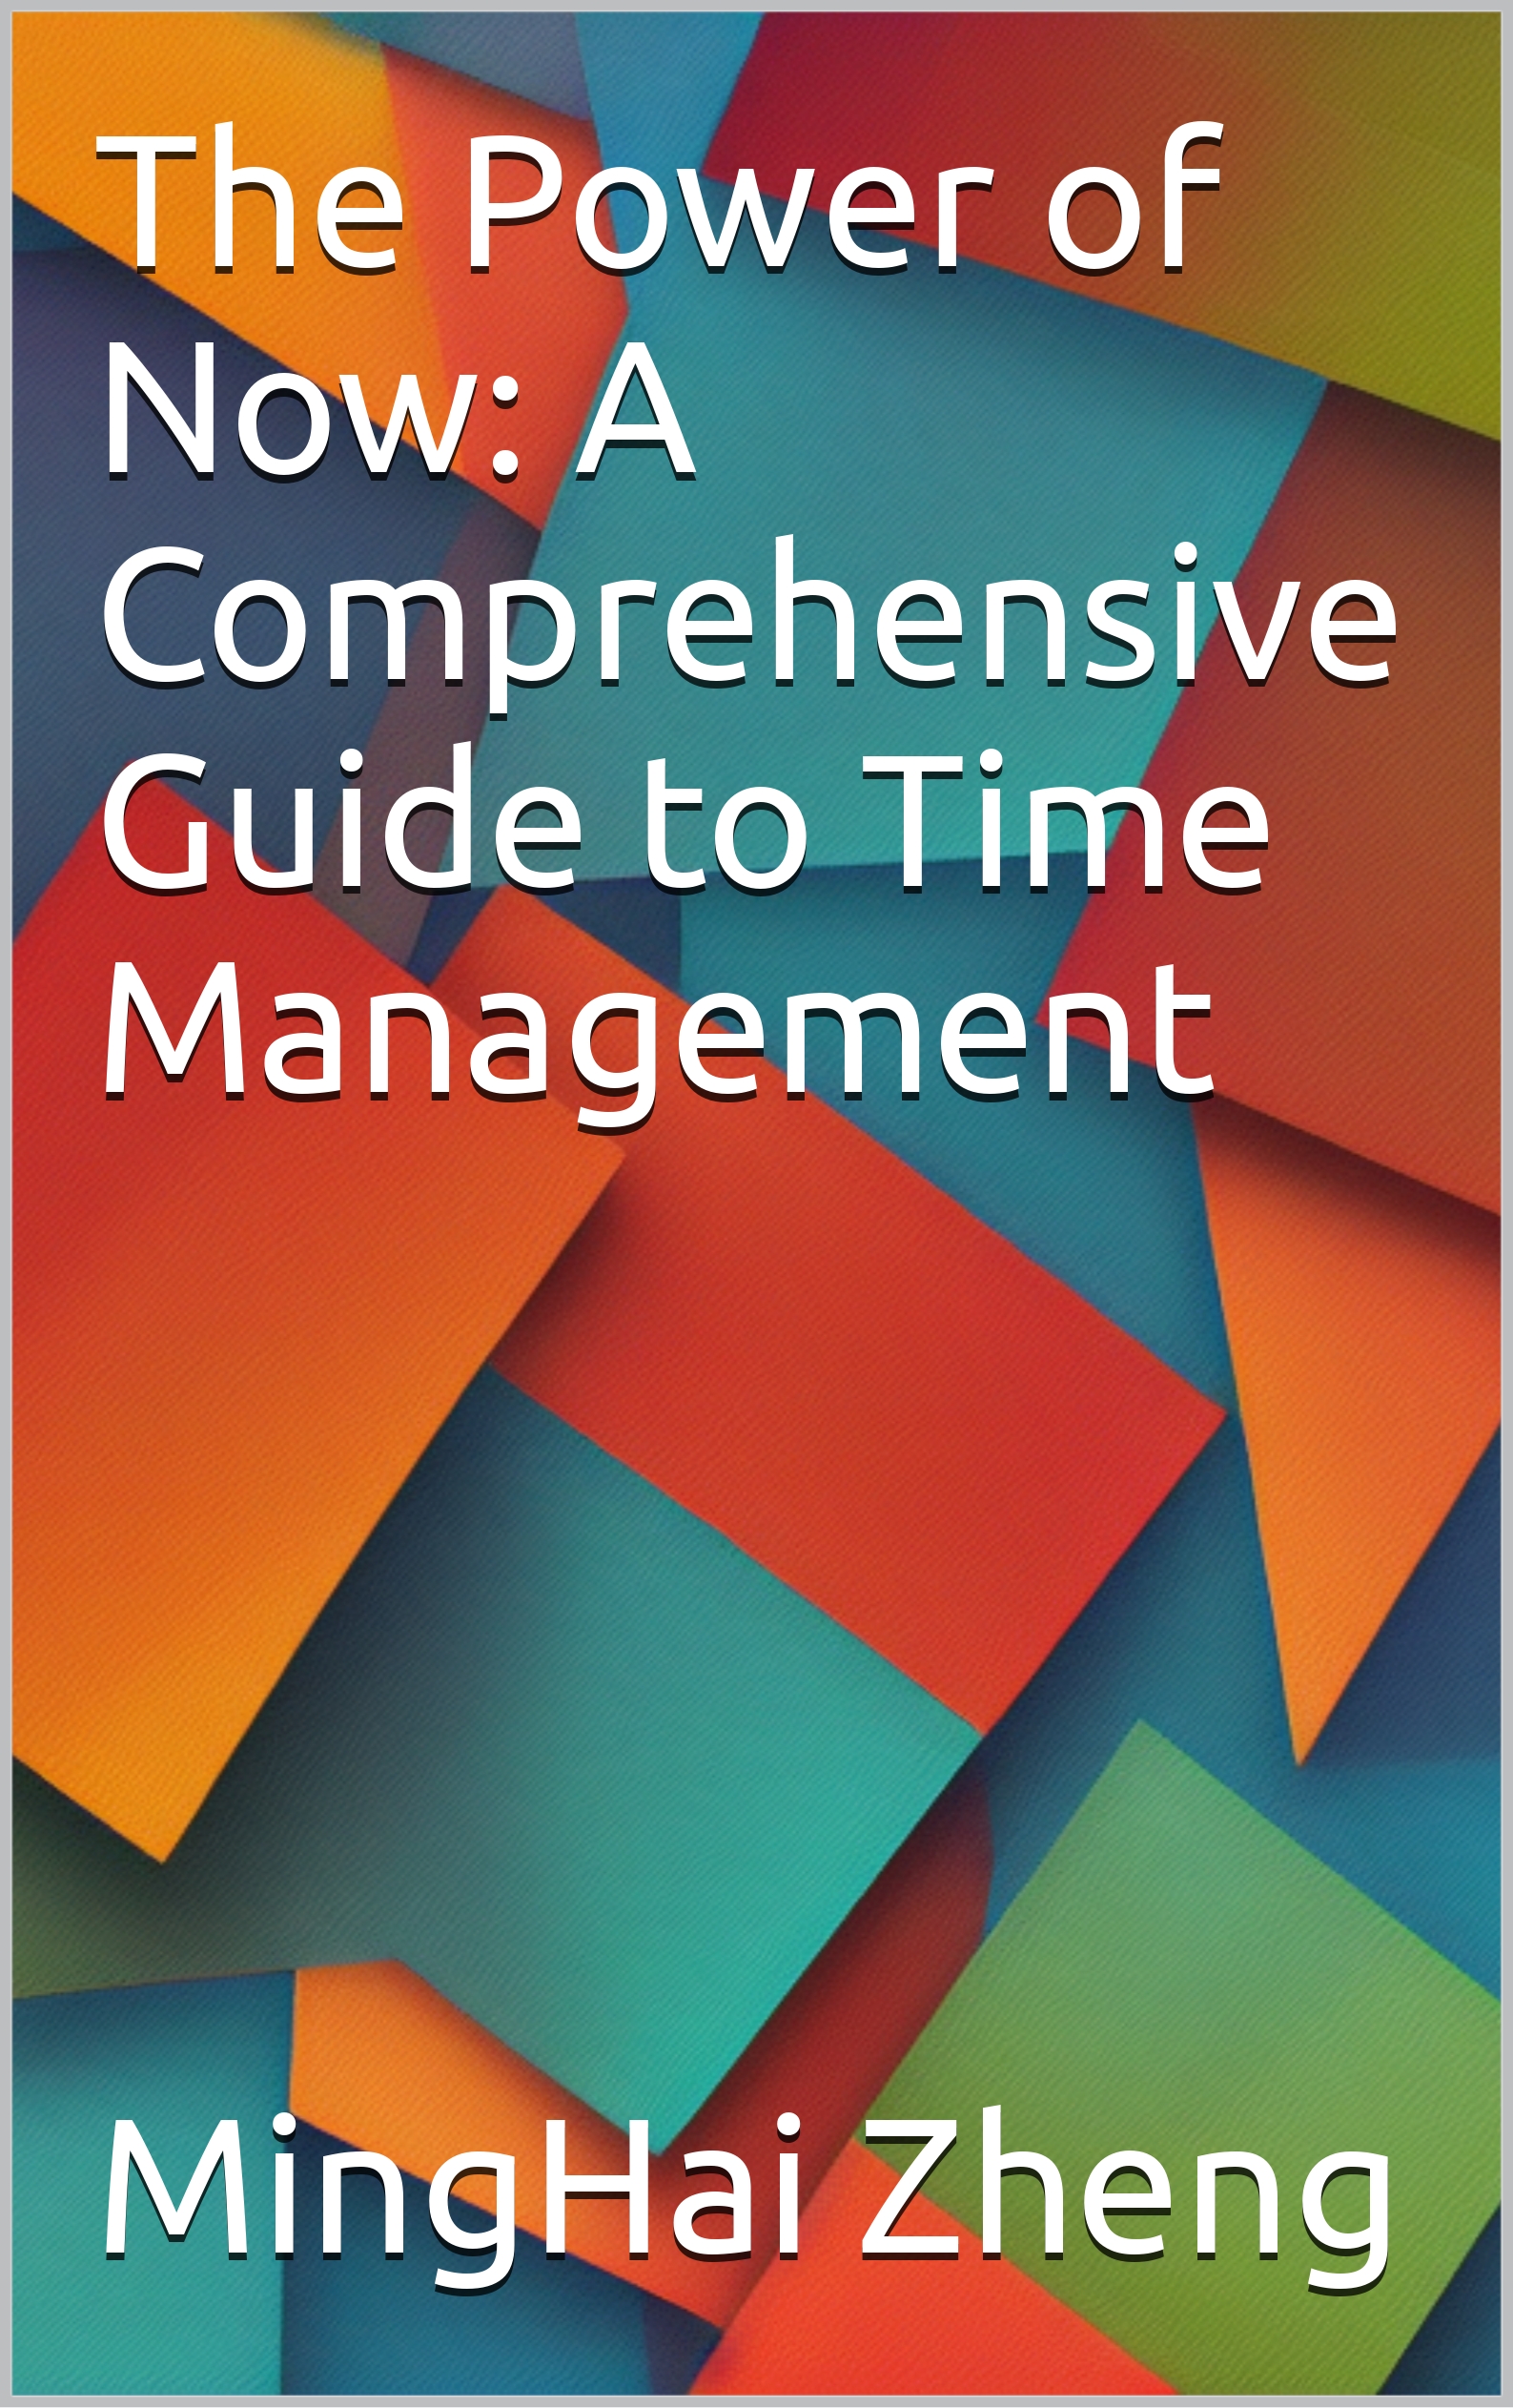 The Power of
Now: A
Comprehensive
Guide to Time
Management
MingHai Zheng